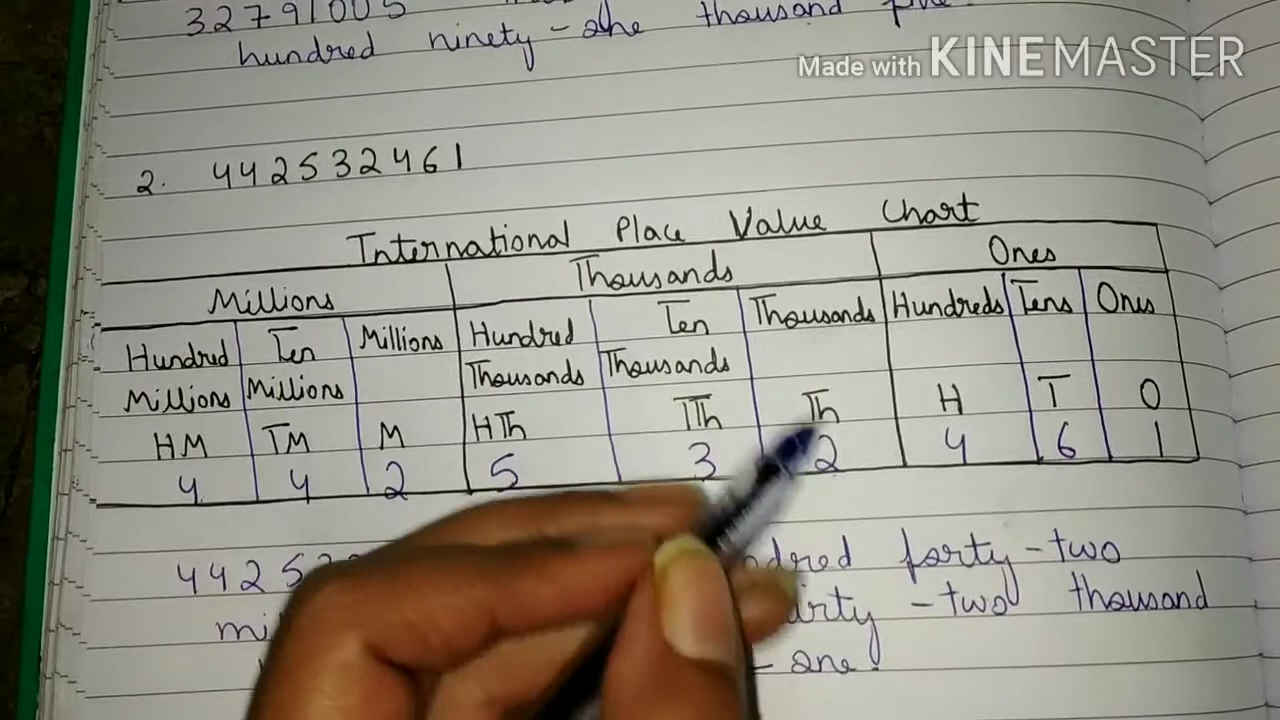 32791005
thousand
hundred ninety-one
Made with KINEMASTER
2. 442532461
International Place Value Chart
Millions Thousands Ones
Hundred Ten Millions Hundred Ten Thousands Hundreds Tens Ones
Millions Millions Thousands Thousands
HM TM M HTh TTh Th H T O
4 4 2 5 3 2 4 6 1
4425 forty-two
-two thousand
- one.